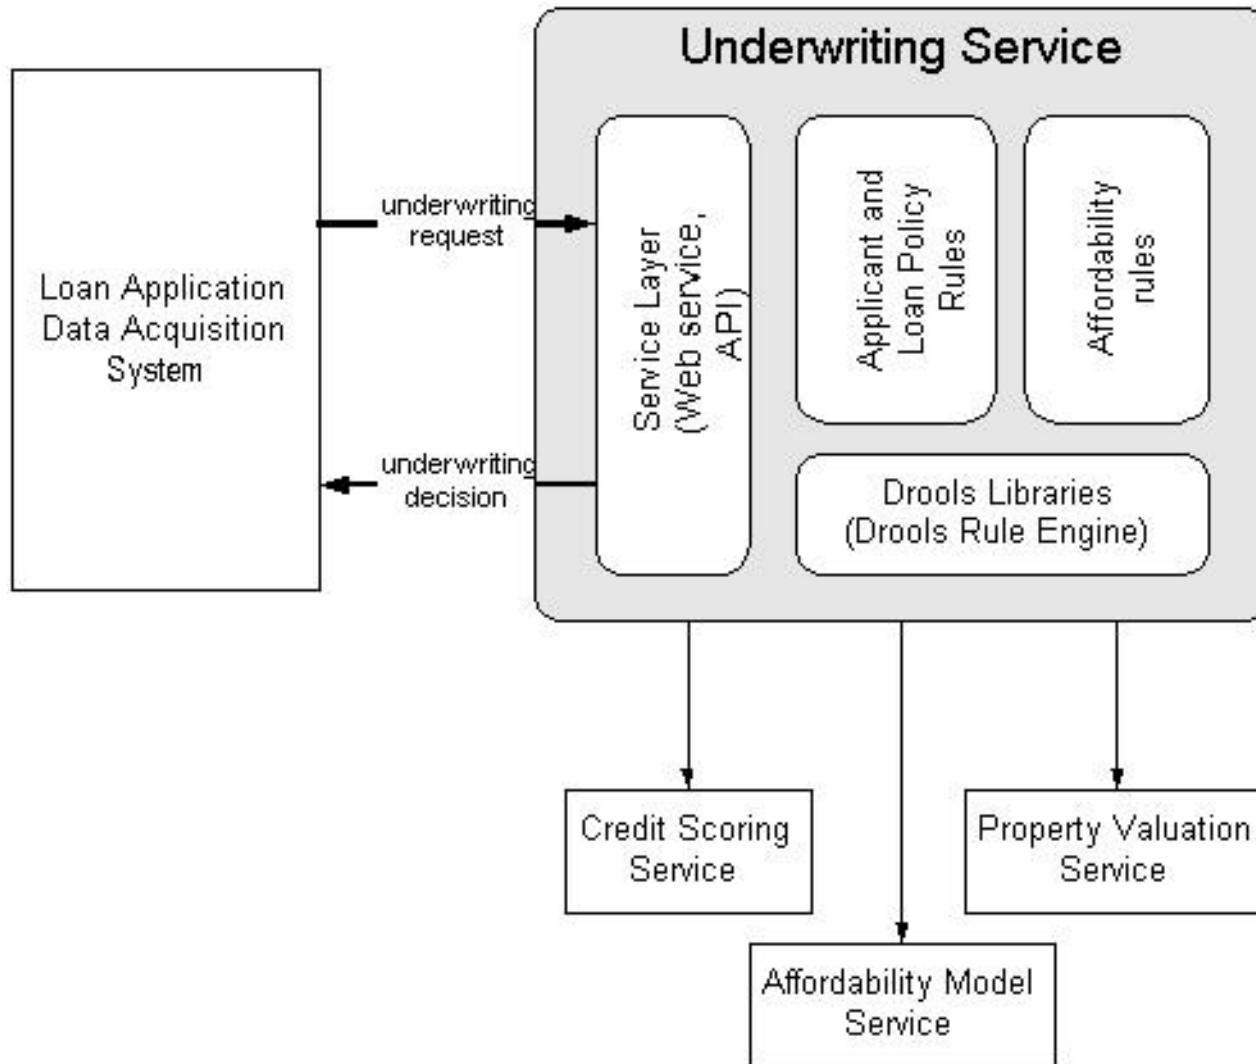 Underwriting Service
Loan Application
Data Acquisition
System
underwriting
request
underwriting
decision
Service Layer
(Web service,
API)
Applicant and
Loan Policy
Rules
Affordability
rules
Drools Libraries
(Drools Rule Engine)
Credit Scoring
Service
Property Valuation
Service
Affordability Model
Service